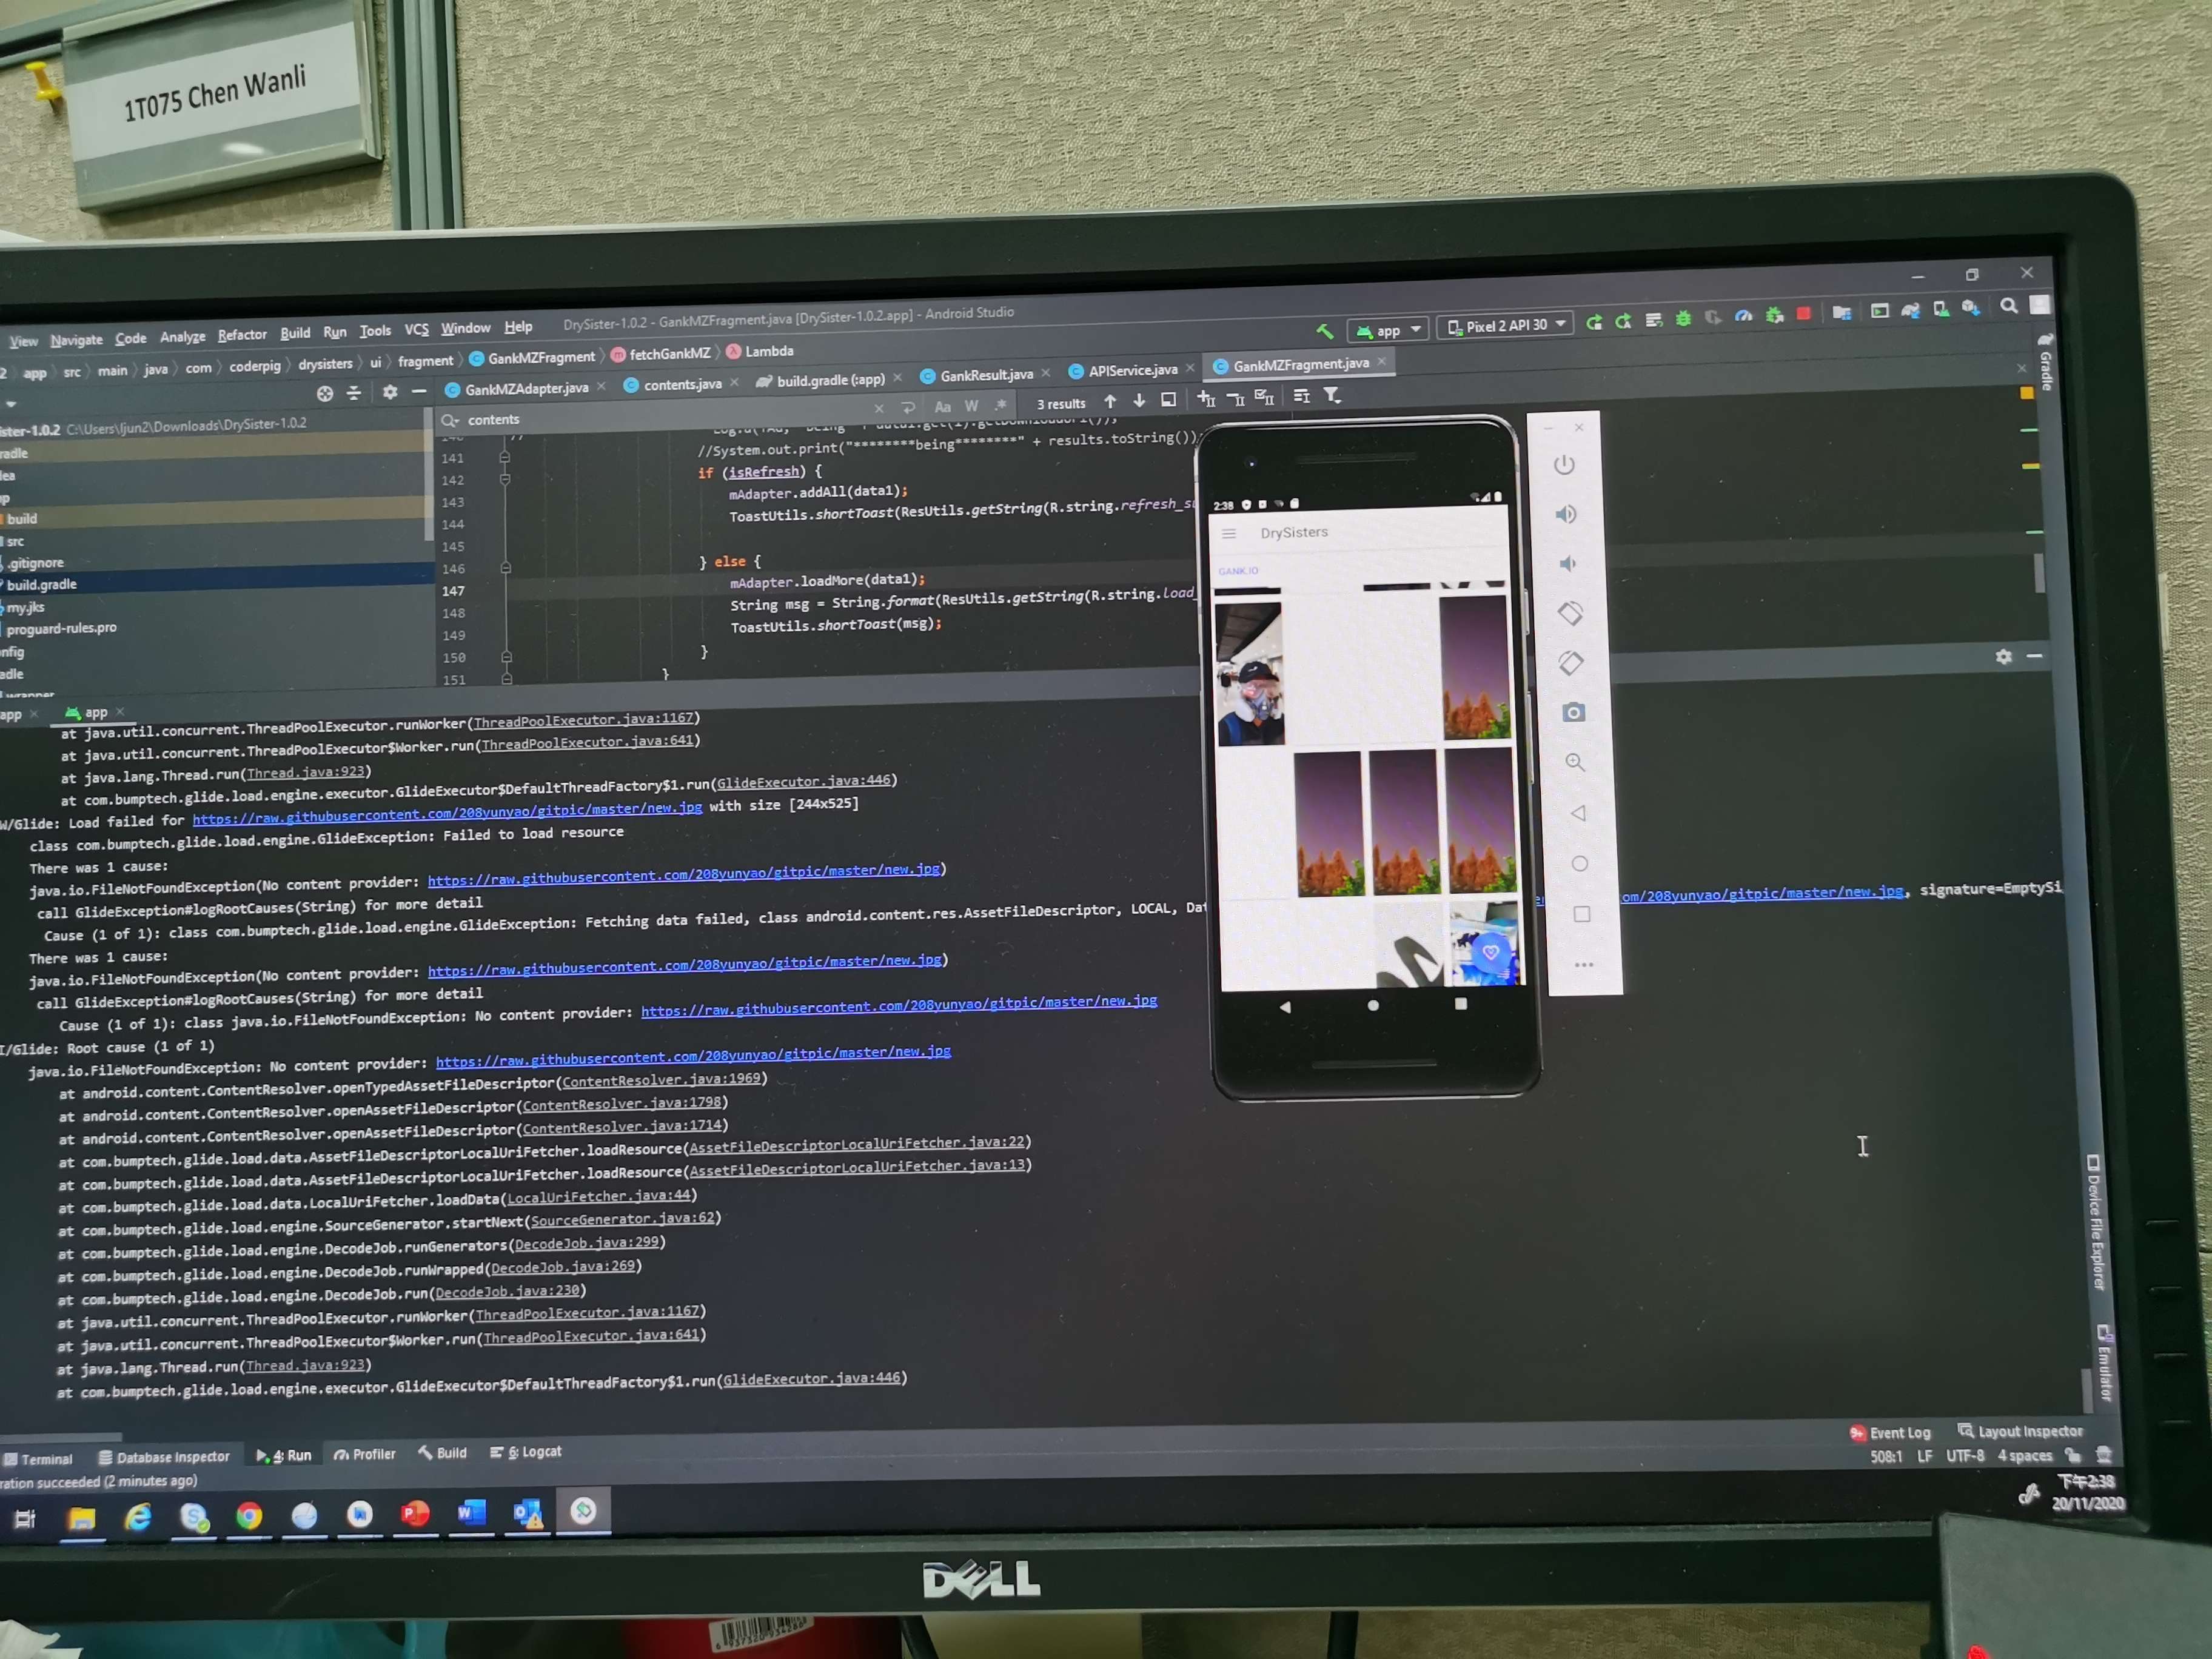 1T075 Chen Wanli
View Navigate Code Analyze Refactor Build Run Tools VCS Window Help DrySister-1.0.2 - GankMZFragment.java [DrySister-1.0.2.app] - Android Studio
2 app src main java com coderpig drysisters ui fragment GankMZFragment fetchGankMZ Lambda
app Pixel 2 API 30
GankMZAdapter.java contents.java build.gradle (:app) GankResult.java APIService.java GankMZFragment.java
Gradle
contents Aa W .* 3 results
ister-1.0.2 C:\Users\ljun2\Downloads\DrySister-1.0.2
radle
dea
pp
build
src
.gitignore
build.gradle
my.jks
proguard-rules.pro
nfig
adle
wrapper
141 //System.out.print("********being********" + results.toString());
142 if (isRefresh) {
143 mAdapter.addAll(data1);
144 ToastUtils.shortToast(ResUtils.getString(R.string.refresh_su
145
146 } else {
147 mAdapter.loadMore(data1);
148 String msg = String.format(ResUtils.getString(R.string.load_
149 ToastUtils.shortToast(msg);
150 }
151 }
2:38
DrySisters
GANK.IO
app app
at java.util.concurrent.ThreadPoolExecutor.runWorker(ThreadPoolExecutor.java:1167)
at java.util.concurrent.ThreadPoolExecutor$Worker.run(ThreadPoolExecutor.java:641)
at java.lang.Thread.run(Thread.java:923)
at com.bumptech.glide.load.engine.executor.GlideExecutor$DefaultThreadFactory$1.run(GlideExecutor.java:446)
W/Glide: Load failed for https://raw.githubusercontent.com/208yunyao/gitpic/master/new.jpg with size [244x525]
class com.bumptech.glide.load.engine.GlideException: Failed to load resource
There was 1 cause:
java.io.FileNotFoundException(No content provider: https://raw.githubusercontent.com/208yunyao/gitpic/master/new.jpg)
call GlideException#logRootCauses(String) for more detail
Cause (1 of 1): class com.bumptech.glide.load.engine.GlideException: Fetching data failed, class android.content.res.AssetFileDescriptor, LOCAL, Dat com/208yunyao/gitpic/master/new.jpg, signature=EmptySi
There was 1 cause:
java.io.FileNotFoundException(No content provider: https://raw.githubusercontent.com/208yunyao/gitpic/master/new.jpg)
call GlideException#logRootCauses(String) for more detail
Cause (1 of 1): class java.io.FileNotFoundException: No content provider: https://raw.githubusercontent.com/208yunyao/gitpic/master/new.jpg
I/Glide: Root cause (1 of 1)
java.io.FileNotFoundException: No content provider: https://raw.githubusercontent.com/208yunyao/gitpic/master/new.jpg
at android.content.ContentResolver.openTypedAssetFileDescriptor(ContentResolver.java:1969)
at android.content.ContentResolver.openAssetFileDescriptor(ContentResolver.java:1798)
at android.content.ContentResolver.openAssetFileDescriptor(ContentResolver.java:1714)
at com.bumptech.glide.load.data.AssetFileDescriptorLocalUriFetcher.loadResource(AssetFileDescriptorLocalUriFetcher.java:22)
at com.bumptech.glide.load.data.AssetFileDescriptorLocalUriFetcher.loadResource(AssetFileDescriptorLocalUriFetcher.java:13)
at com.bumptech.glide.load.data.LocalUriFetcher.loadData(LocalUriFetcher.java:44)
at com.bumptech.glide.load.engine.SourceGenerator.startNext(SourceGenerator.java:62)
at com.bumptech.glide.load.engine.DecodeJob.runGenerators(DecodeJob.java:299)
at com.bumptech.glide.load.engine.DecodeJob.runWrapped(DecodeJob.java:269)
at com.bumptech.glide.load.engine.DecodeJob.run(DecodeJob.java:230)
at java.util.concurrent.ThreadPoolExecutor.runWorker(ThreadPoolExecutor.java:1167)
at java.util.concurrent.ThreadPoolExecutor$Worker.run(ThreadPoolExecutor.java:641)
at java.lang.Thread.run(Thread.java:923)
at com.bumptech.glide.load.engine.executor.GlideExecutor$DefaultThreadFactory$1.run(GlideExecutor.java:446)
Device File Explorer
Emulator
Terminal Database Inspector 4: Run Profiler Build 6: Logcat 9+ Event Log Layout Inspector
ration succeeded (2 minutes ago) 508:1 LF UTF-8 4 spaces
下午2:38
20/11/2020
DELL